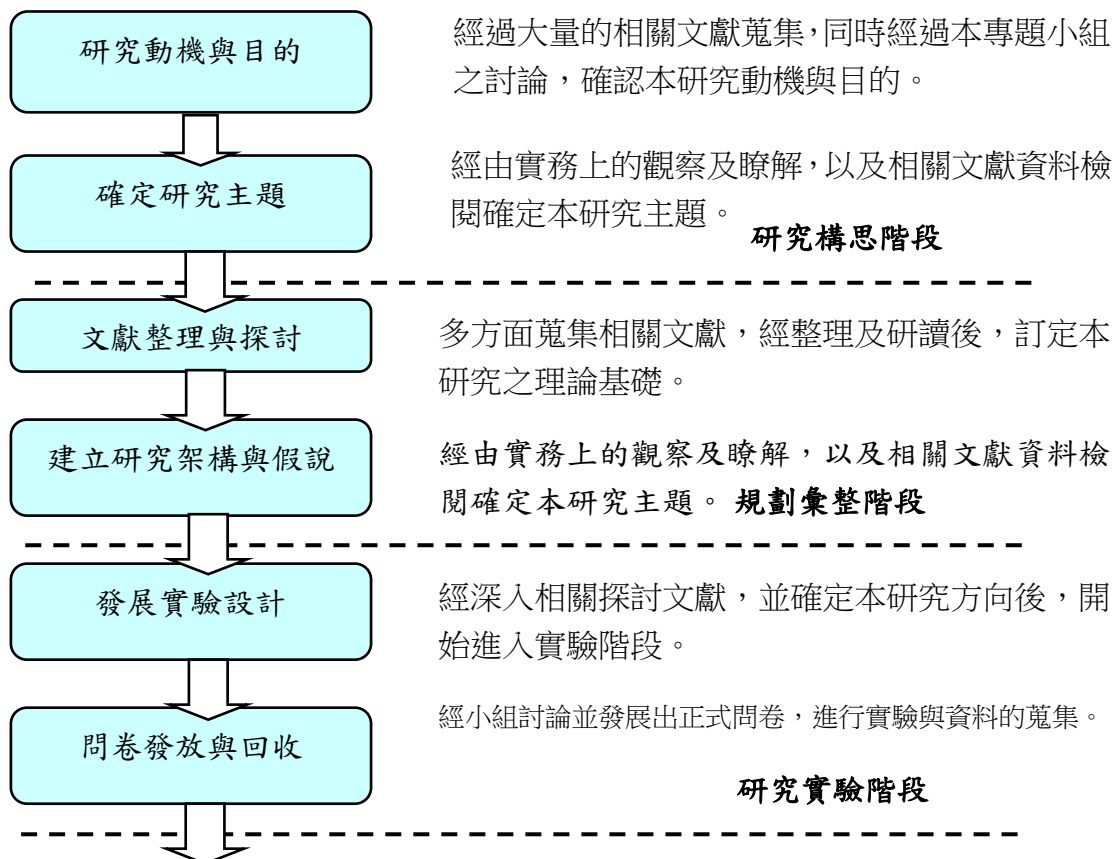 研究動機與目的
經過大量的相關文獻蒐集，同時經過本專題小組
之討論，確認本研究動機與目的。
確定研究主題
經由實務上的觀察及瞭解，以及相關文獻資料檢
閱確定本研究主題。
研究構思階段
文獻整理與探討
多方面蒐集相關文獻，經整理及研讀後，訂定本
研究之理論基礎。
建立研究架構與假說
經由實務上的觀察及瞭解，以及相關文獻資料檢
閱確定本研究主題。 規劃彙整階段
發展實驗設計
經深入相關探討文獻，並確定本研究方向後，開
始進入實驗階段。
問卷發放與回收
經小組討論並發展出正式問卷，進行實驗與資料的蒐集。
研究實驗階段